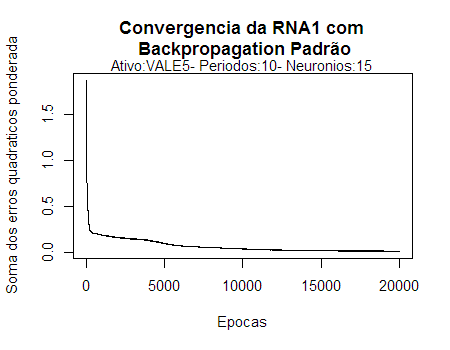 Convergencia da RNA1 com
Backpropagation Padrão
Ativo:VALE5- Periodos:10- Neuronios:15
Soma dos erros quadraticos ponderada
1.5
1.0
0.5
0.0
0 5000 10000 15000 20000
Epocas